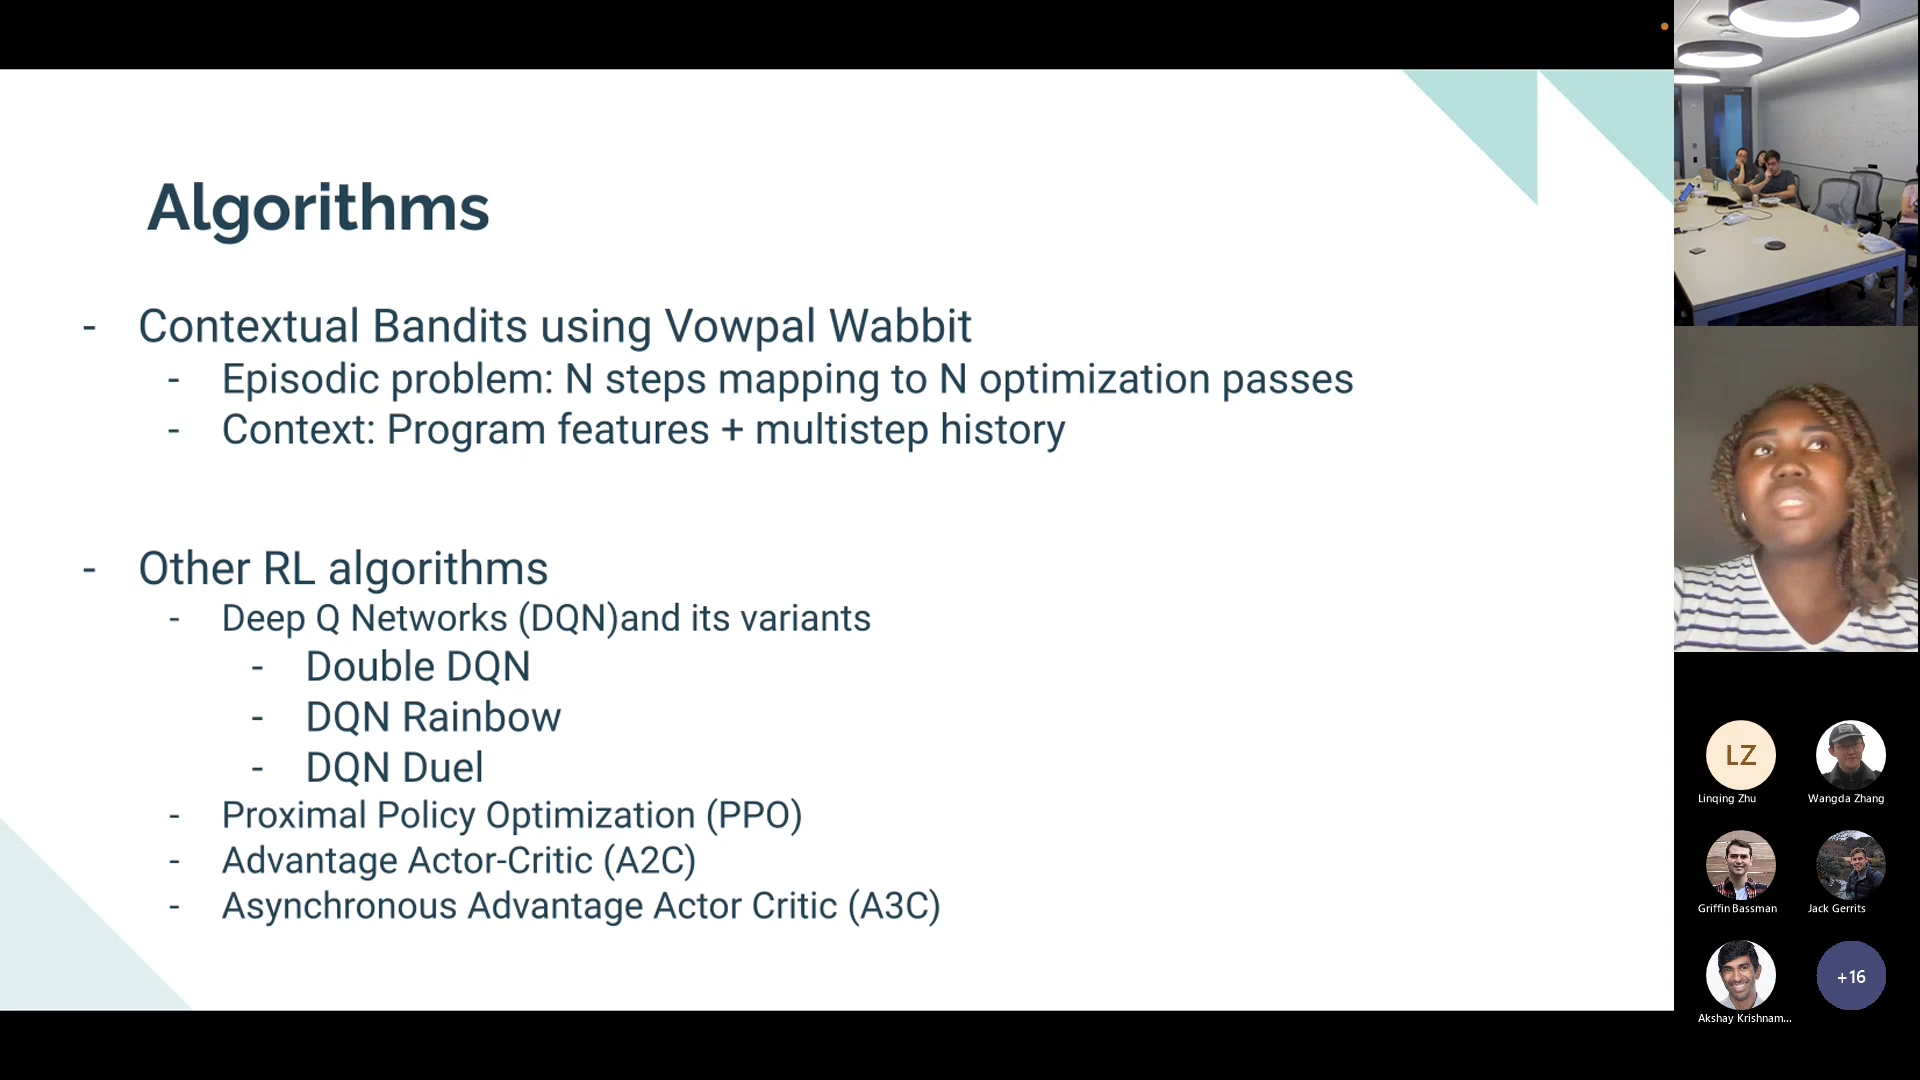 Algorithms
- Contextual Bandits using Vowpal Wabbit
- Episodic problem: N steps mapping to N optimization passes
- Context: Program features + multistep history
- Other RL algorithms
- Deep Q Networks (DQN)and its variants
- Double DQN
- DQN Rainbow
- DQN Duel
- Proximal Policy Optimization (PPO)
- Advantage Actor-Critic (A2C)
- Asynchronous Advantage Actor Critic (A3C)
LZ
Linqing Zhu
Wangda Zhang
Griffin Bassman
Jack Gerrits
Akshay Krishnam...
+16